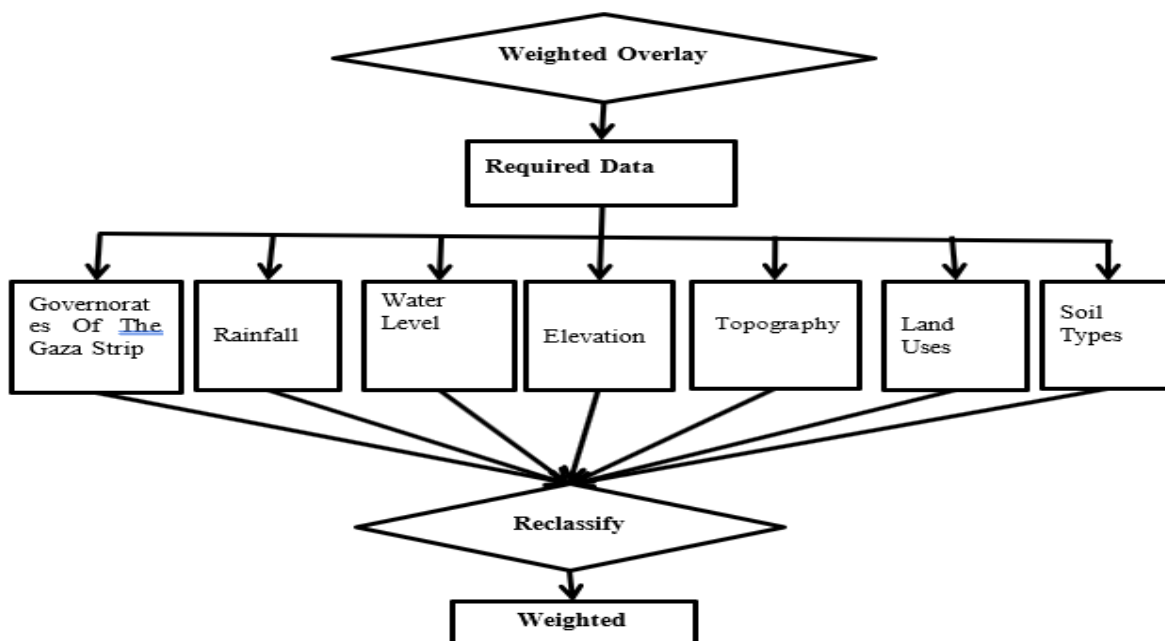 Weighted Overlay
Required Data
Governorat
es Of The
Gaza Strip
Rainfall
Water
Level
Elevation
Topography
Land
Uses
Soil
Types
Reclassify
Weighted